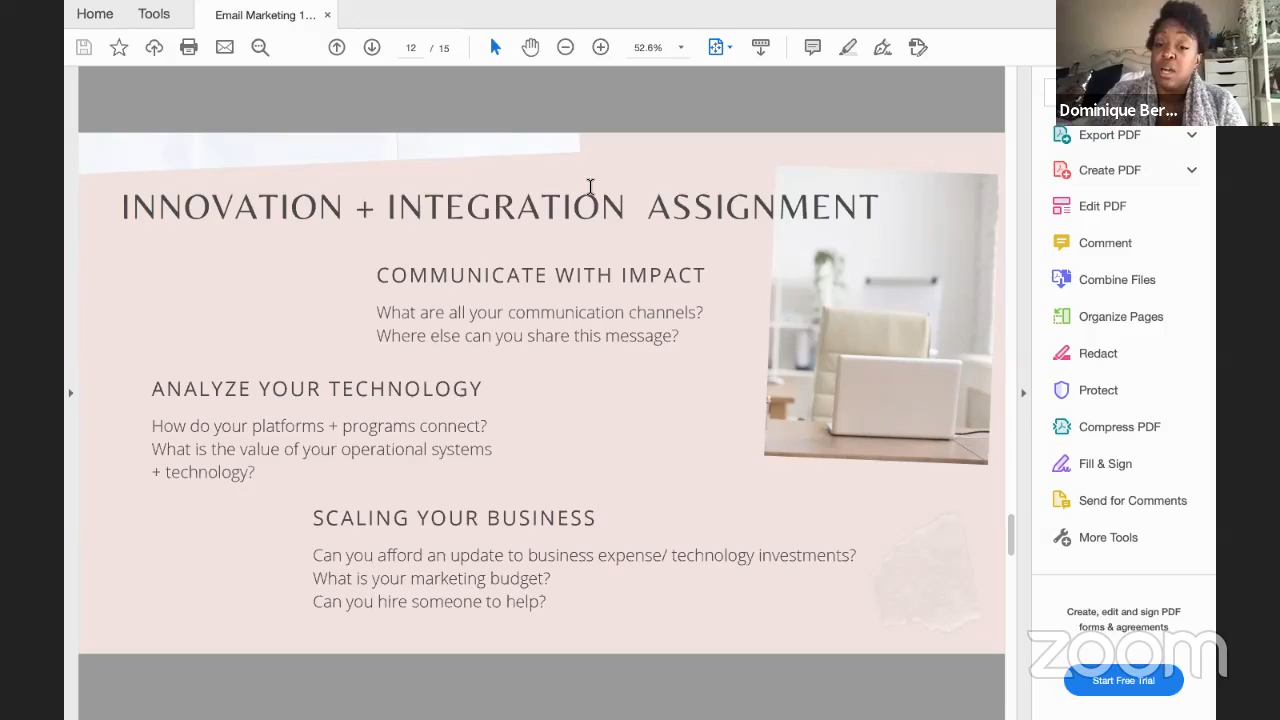 Home Tools Email Marketing 1... ×
12 / 15 52.6%
Dominique Ber...
INNOVATION + INTEGRATION ASSIGNMENT
COMMUNICATE WITH IMPACT
What are all your communication channels?
Where else can you share this message?
ANALYZE YOUR TECHNOLOGY
How do your platforms + programs connect?
What is the value of your operational systems
+ technology?
SCALING YOUR BUSINESS
Can you afford an update to business expense/ technology investments?
What is your marketing budget?
Can you hire someone to help?
Export PDF
Create PDF
Edit PDF
Comment
Combine Files
Organize Pages
Redact
Protect
Compress PDF
Fill & Sign
Send for Comments
More Tools
Create, edit and sign PDF
forms & agreements
Start Free Trial
zoom